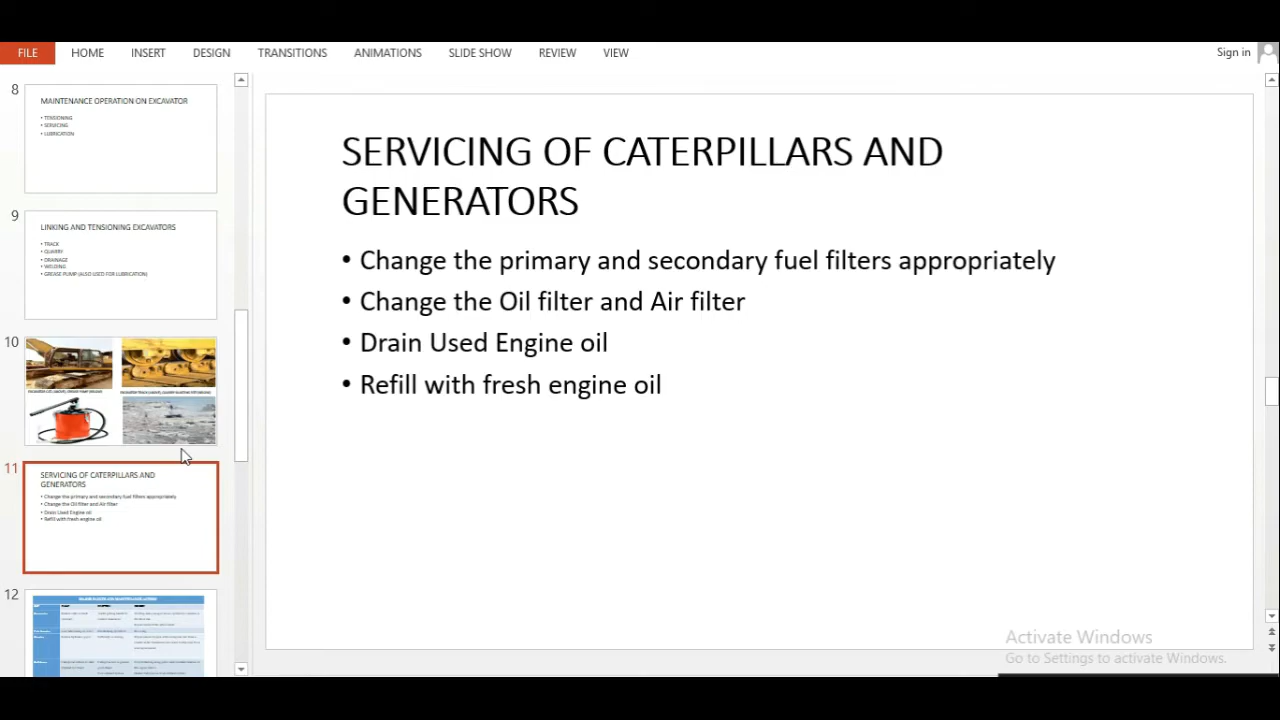 FILE HOME INSERT DESIGN TRANSITIONS ANIMATIONS SLIDE SHOW REVIEW VIEW Sign in
8
MAINTENANCE OPERATION ON EXCAVATOR
• TENSIONING
• SERVICING
• LUBRICATION
9
LINKING AND TENSIONING EXCAVATORS
• TRACK
• QUARRY
• DRAINAGE
• WELDING
• GREASE PUMP (ALSO USED FOR LUBRICATION)
10
11
SERVICING OF CATERPILLARS AND
GENERATORS
• Change the primary and secondary fuel filters appropriately
• Change the Oil filter and Air filter
• Drain Used Engine oil
• Refill with fresh engine oil
12
SERVICING OF CATERPILLARS AND
GENERATORS
• Change the primary and secondary fuel filters appropriately
• Change the Oil filter and Air filter
• Drain Used Engine oil
• Refill with fresh engine oil
Activate Windows
Go to Settings to activate Windows.